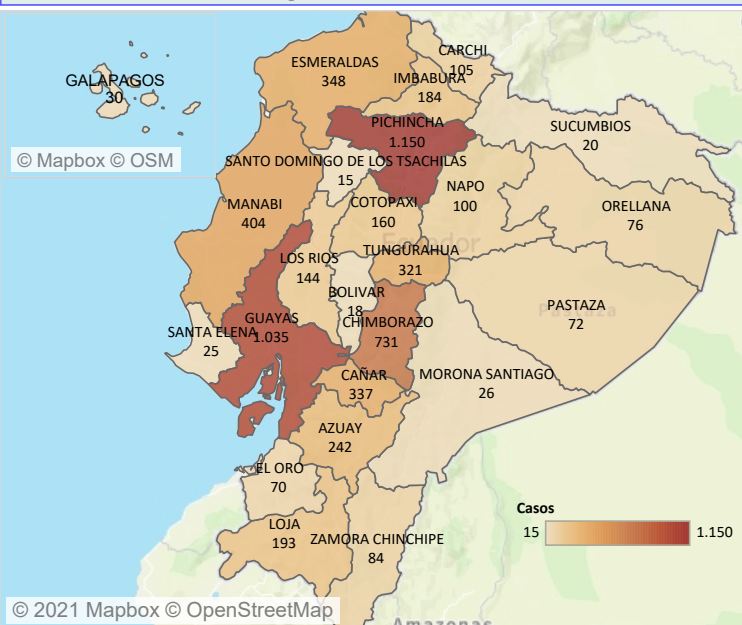 GALAPAGOS
30
© Mapbox © OSM
ESMERALDAS
348
CARCHI
105
IMBABURA
184
PICHINCHA
1.150
SUCUMBIOS
20
SANTO DOMINGO DE LOS TSACHILAS
15
NAPO
100
MANABI
404
COTOPAXI
160
ORELLANA
76
Ecuador
TUNGURAHUA
321
LOS RIOS
144
BOLIVAR
18
PASTAZA
72
Pastaza
GUAYAS
1.035
CHIMBORAZO
731
SANTA ELENA
25
CAÑAR
337
MORONA SANTIAGO
26
AZUAY
242
EL ORO
70
LOJA
193
ZAMORA CHINCHIPE
84
Casos
15
1.150
© 2021 Mapbox © OpenStreetMap
Amazonas